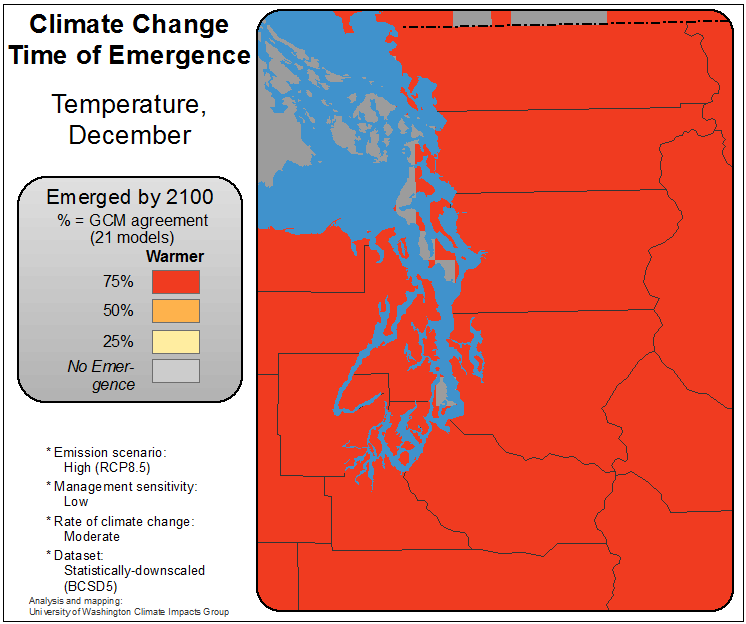 Climate Change
Time of Emergence
Temperature,
December
Emerged by 2100
% = GCM agreement
(21 models)
Warmer
75%
50%
25%
No Emer-
gence
* Emission scenario:
High (RCP8.5)
* Management sensitivity:
Low
* Rate of climate change:
Moderate
* Dataset:
Statistically-downscaled
(BCSD5)
Analysis and mapping:
University of Washington Climate Impacts Group